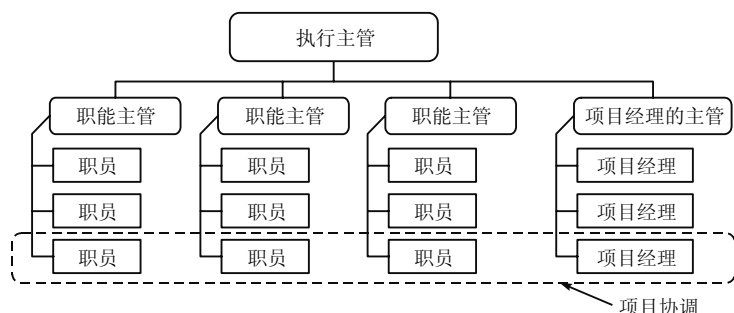 执行主管
职能主管 职能主管 职能主管 项目经理的主管
职员 职员 职员 项目经理
职员 职员 职员 项目经理
职员 职员 职员 项目经理
项目协调